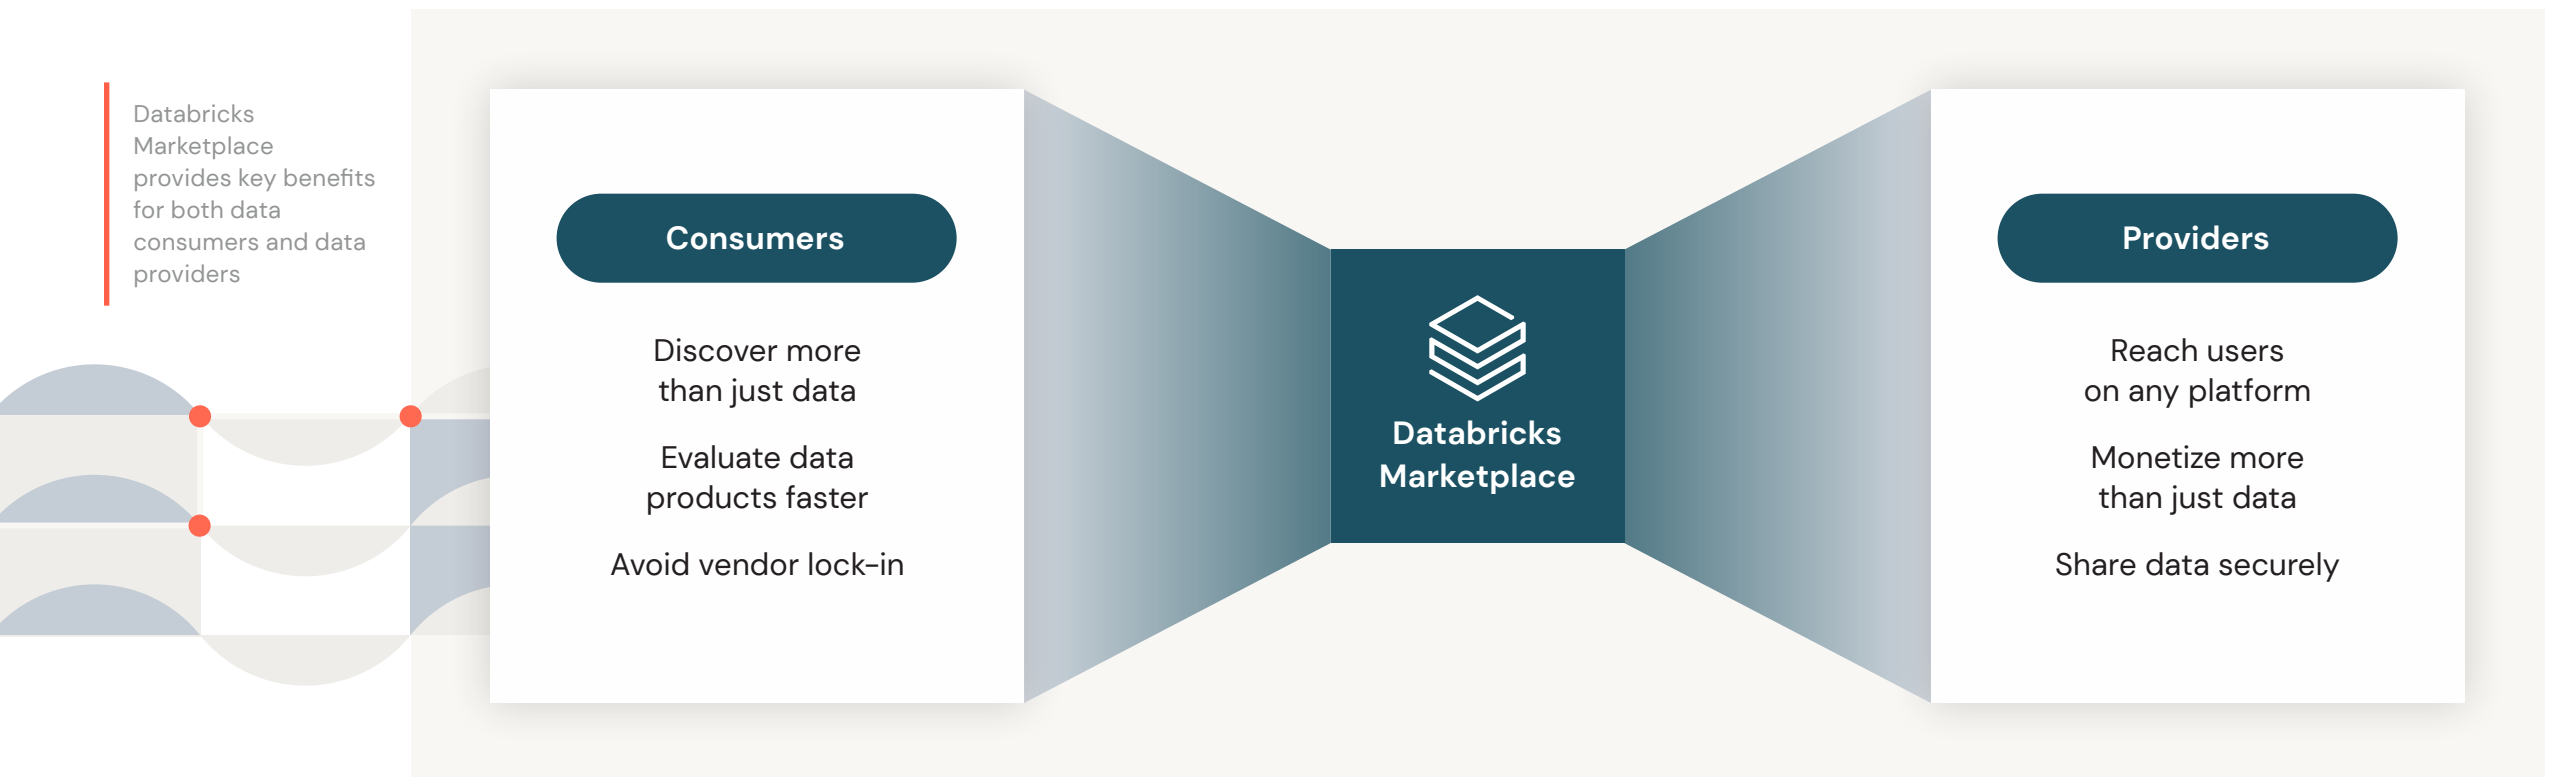 Databricks
Marketplace
provides key benefits
for both data
consumers and data
providers
Consumers
Discover more
than just data
Evaluate data
products faster
Avoid vendor lock-in
Databricks
Marketplace
Providers
Reach users
on any platform
Monetize more
than just data
Share data securely